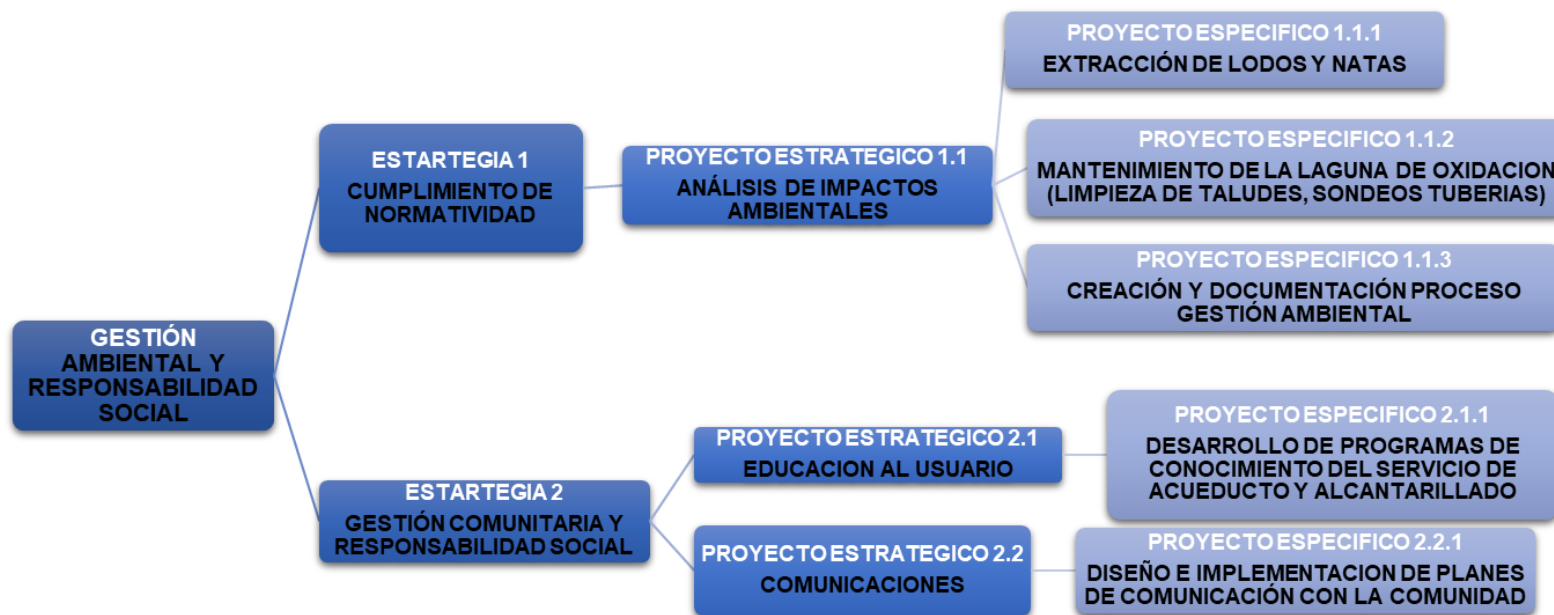 GESTIÓN
AMBIENTAL Y
RESPONSABILIDAD
SOCIAL
ESTARTEGIA 1
CUMPLIMIENTO DE
NORMATIVIDAD
PROYECTO ESTRATEGICO 1.1
ANÁLISIS DE IMPACTOS
AMBIENTALES
PROYECTO ESPECIFICO 1.1.1
EXTRACCIÓN DE LODOS Y NATAS
PROYECTO ESPECIFICO 1.1.2
MANTENIMIENTO DE LA LAGUNA DE OXIDACION
(LIMPIEZA DE TALUDES, SONDEOS TUBERIAS)
PROYECTO ESPECIFICO 1.1.3
CREACIÓN Y DOCUMENTACIÓN PROCESO
GESTIÓN AMBIENTAL
ESTARTEGIA 2
GESTIÓN COMUNITARIA Y
RESPONSABILIDAD SOCIAL
PROYECTO ESTRATEGICO 2.1
EDUCACION AL USUARIO
PROYECTO ESPECIFICO 2.1.1
DESARROLLO DE PROGRAMAS DE
CONOCIMIENTO DEL SERVICIO DE
ACUEDUCTO Y ALCANTARILLADO
PROYECTO ESTRATEGICO 2.2
COMUNICACIONES
PROYECTO ESPECIFICO 2.2.1
DISEÑO E IMPLEMENTACION DE PLANES
DE COMUNICACIÓN CON LA COMUNIDAD